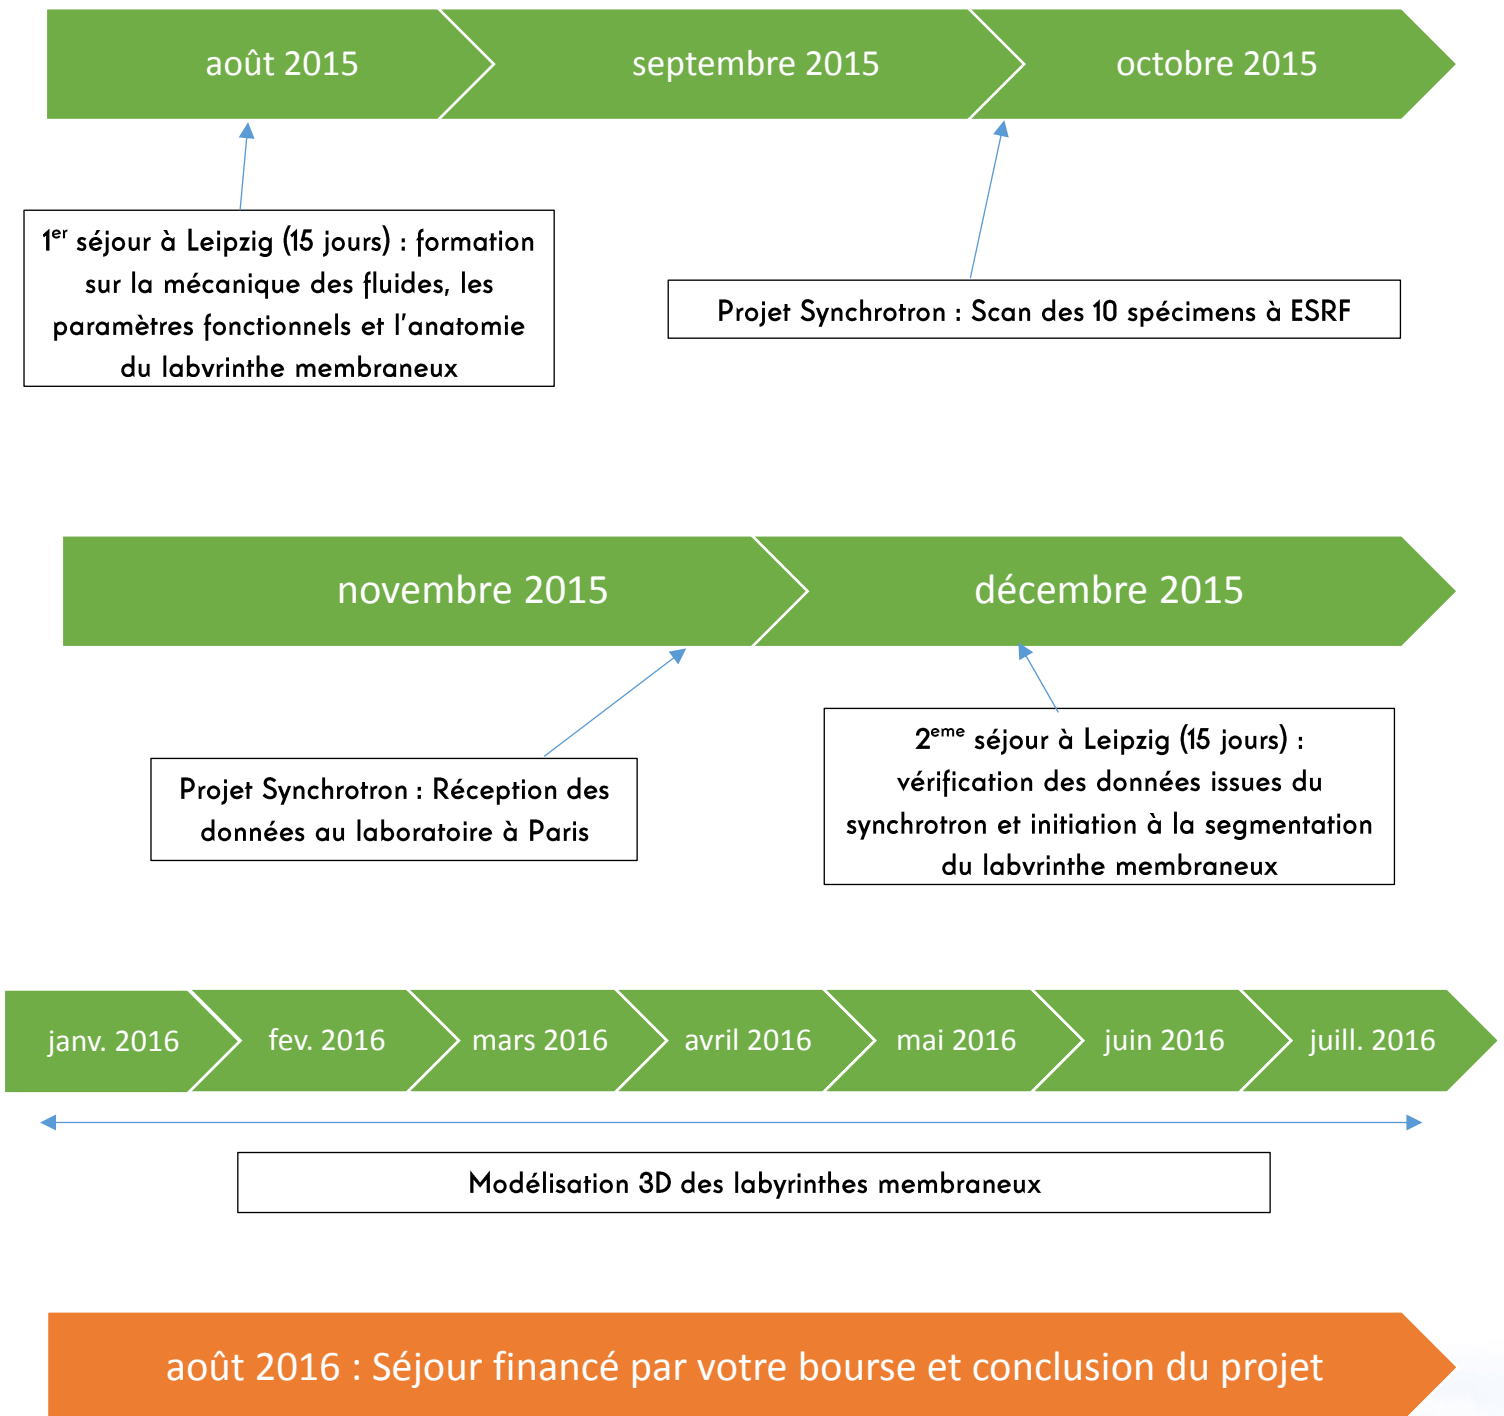 août 2015
septembre 2015
octobre 2015
1er séjour à Leipzig (15 jours) : formation
sur la mécanique des fluides, les
paramètres fonctionnels et l'anatomie
du labyrinthe membraneux
Projet Synchrotron : Scan des 10 spécimens à ESRF
novembre 2015
décembre 2015
Projet Synchrotron : Réception des
données au laboratoire à Paris
2eme séjour à Leipzig (15 jours) :
vérification des données issues du
synchrotron et initiation à la segmentation
du labyrinthe membraneux
janv. 2016
fev. 2016
mars 2016
avril 2016
mai 2016
juin 2016
juill. 2016
Modélisation 3D des labyrinthes membraneux
août 2016 : Séjour financé par votre bourse et conclusion du projet